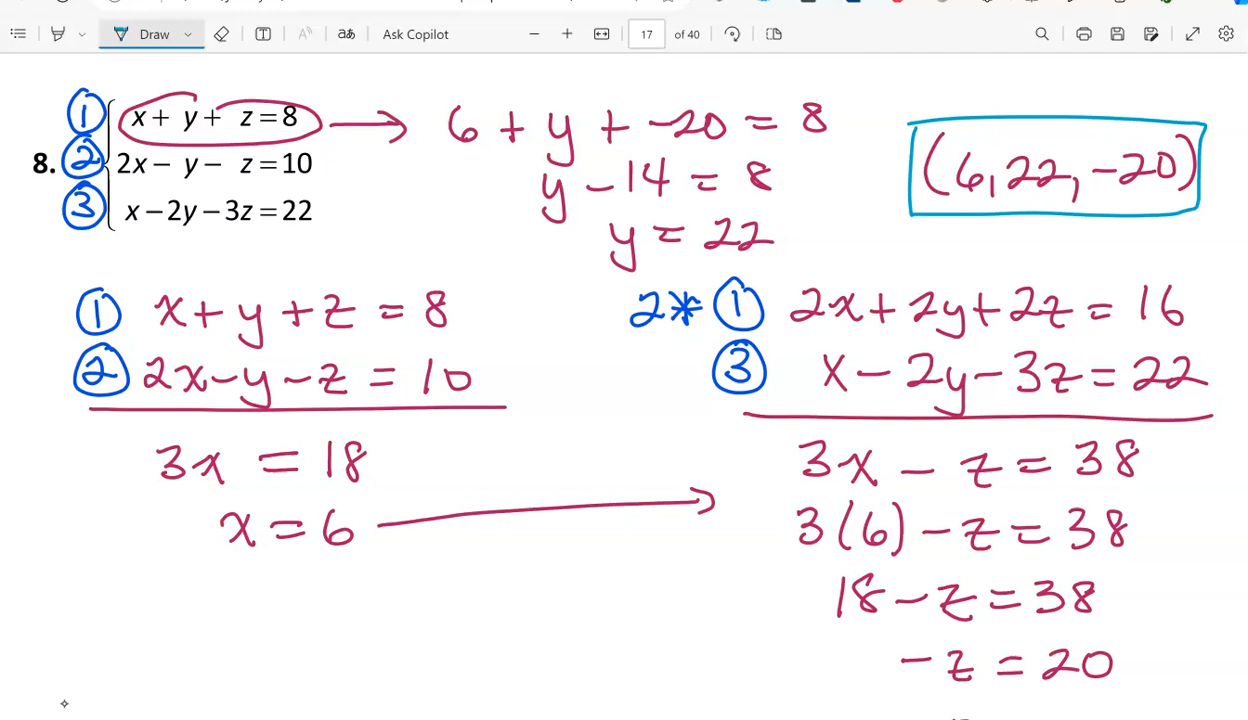 Draw
aあ
Ask Copilot
17 of 40
① x + y + z = 8 → 6 + y + -20 = 8
8. ② 2x − y − z = 10
③ x − 2y − 3z = 22
y - 14 = 8
y = 22
(6, 22, -20)
① x + y + z = 8
② 2x - y - z = 10
3x = 18
x = 6 →
2* ① 2x + 2y + 2z = 16
③ x - 2y - 3z = 22
3x - z = 38
3(6) - z = 38
18 - z = 38
-z = 20